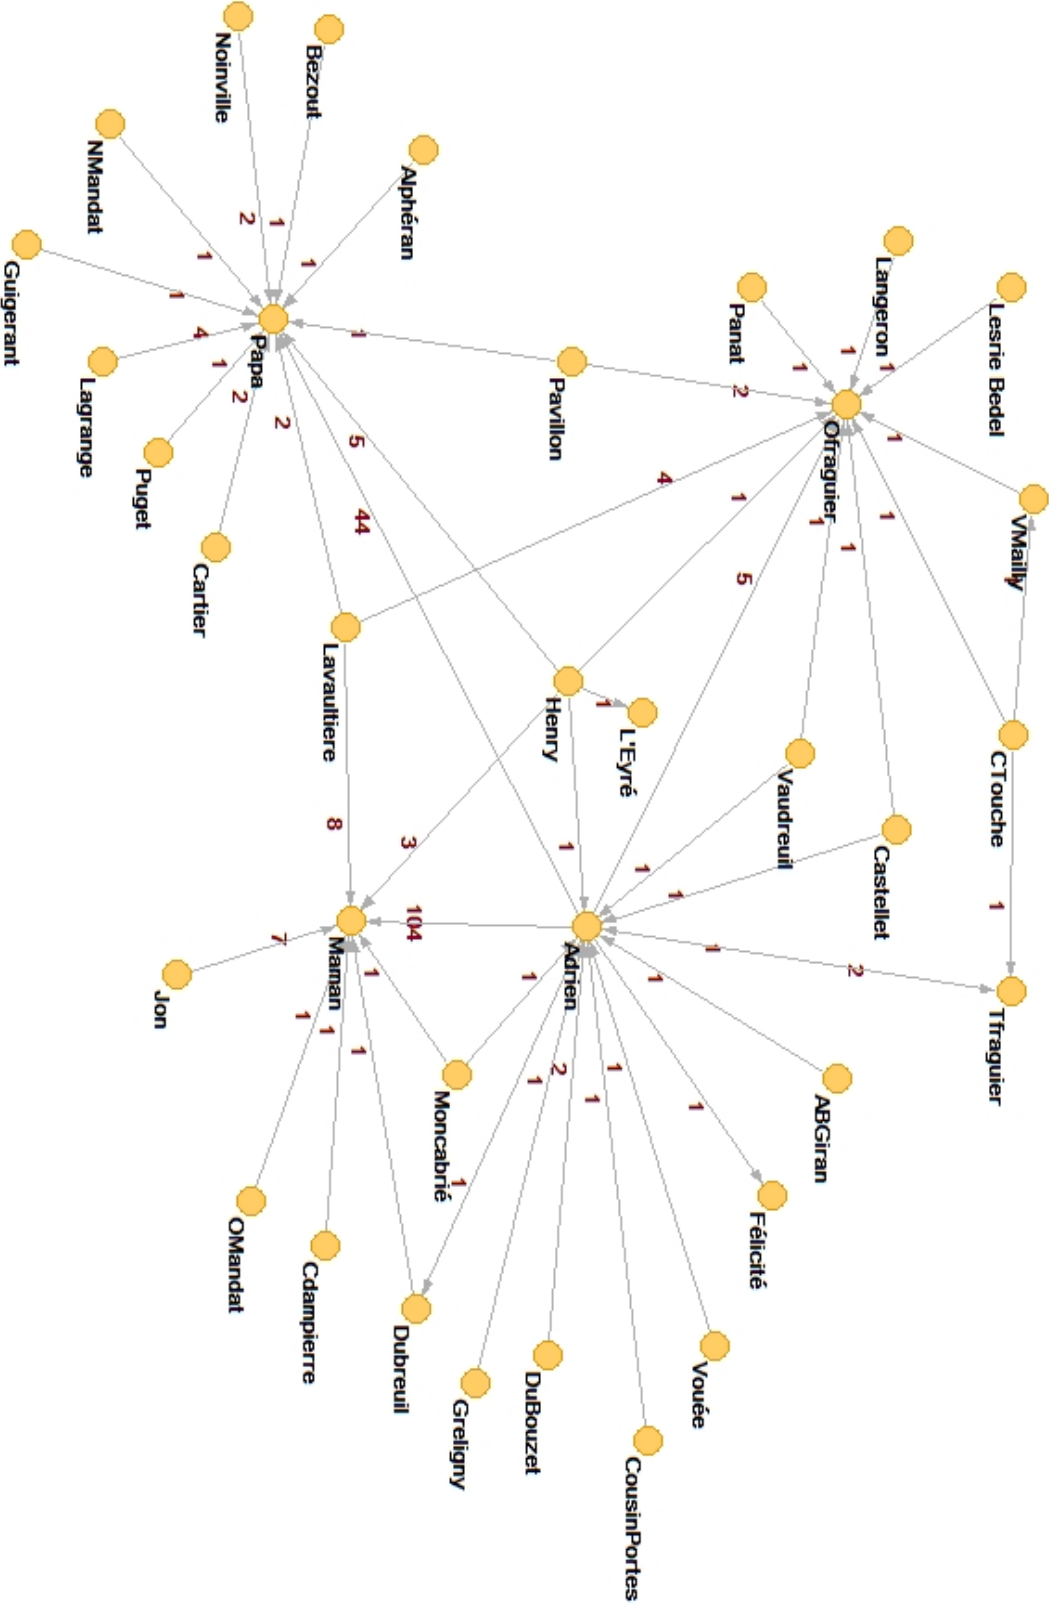 Noinville
Bezout
NMandat
Alphéran
Guigerant
Langeron
Lesrie Bedel
Panat
2
1
1
1
1
4
Papa
1
2
2
1
Lagrange
Puget
Cartier
Pavillon
2
1
1
1
Ofraguier
1
VMailly
5
44
4
1
1
1
1
5
Lavaultiere
Henry
1
L'Eyré
Vaudreuil
CTouche
Castellet
8
3
1
1
1
1
104
7
Maman
Adrien
1
2
Jon
1
1
1
1
1
1
Tfraguier
1
2
1
1
1
ABGiran
Moncabrié
1
Félicité
OMandat
Cdampierre
Dubreuil
Greligny
DuBouzet
Vouée
CousinPortes